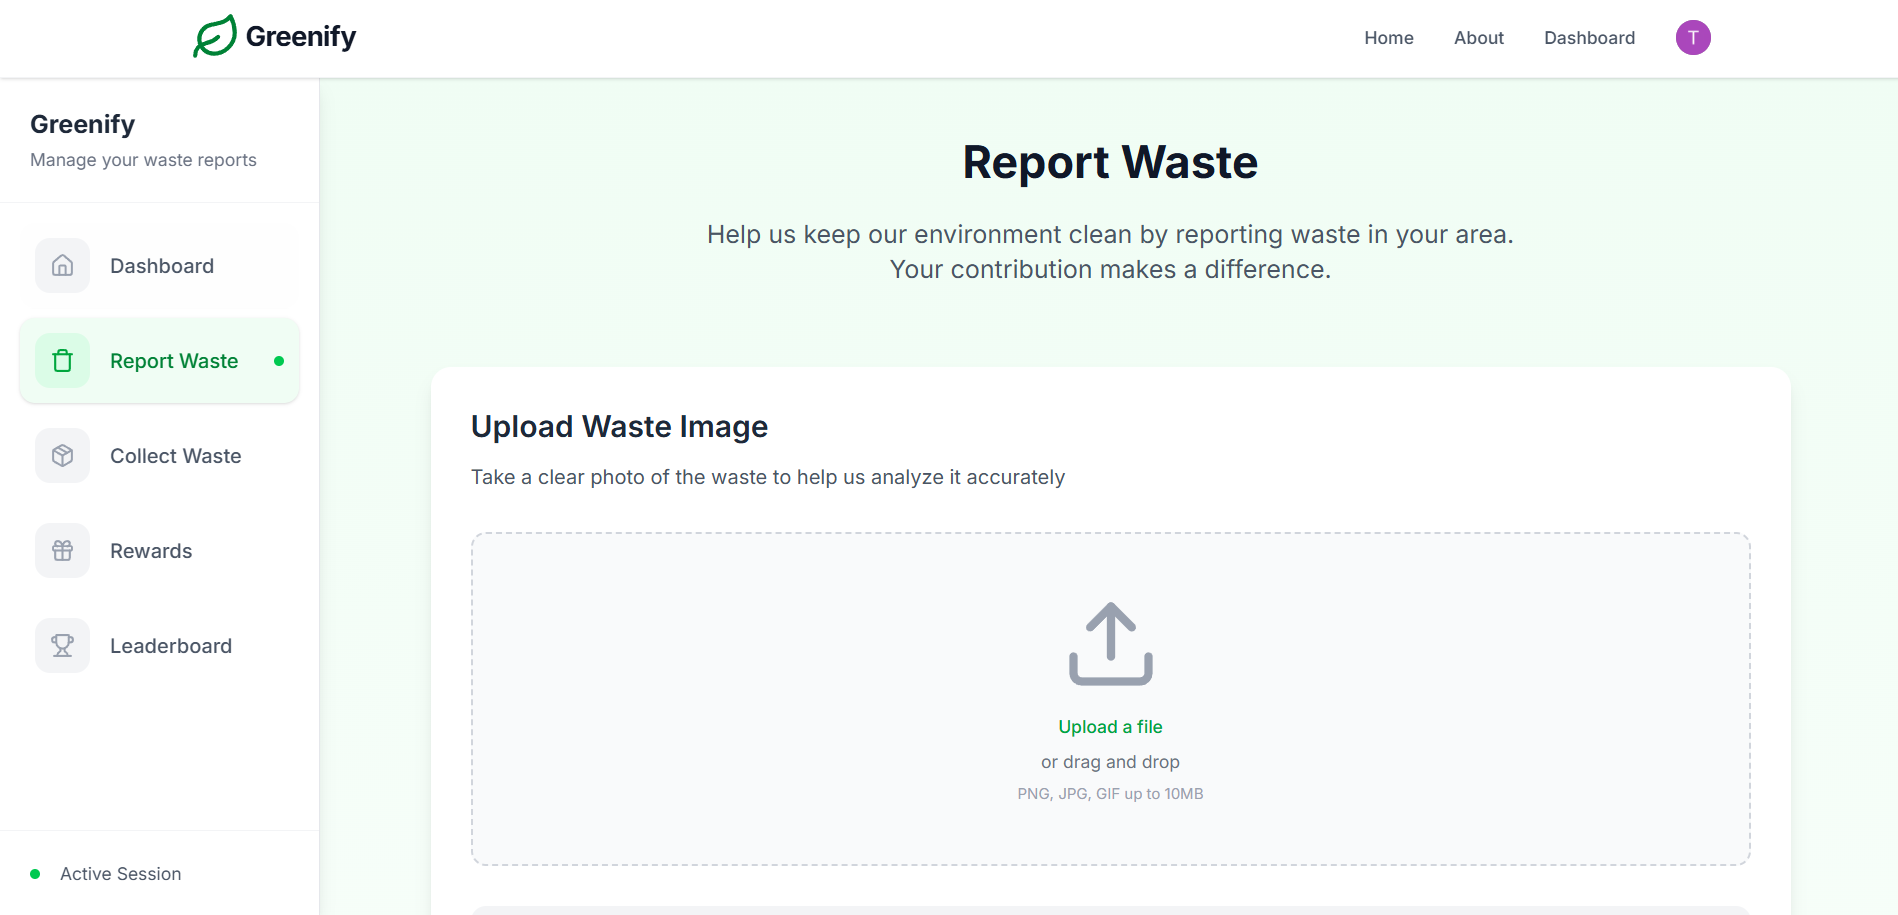 Greenify
Home
About
Dashboard
T
Greenify
Manage your waste reports
Dashboard
Report Waste
Collect Waste
Rewards
Leaderboard
Active Session
Report Waste
Help us keep our environment clean by reporting waste in your area.
Your contribution makes a difference.
Upload Waste Image
Take a clear photo of the waste to help us analyze it accurately
Upload a file
or drag and drop
PNG, JPG, GIF up to 10MB